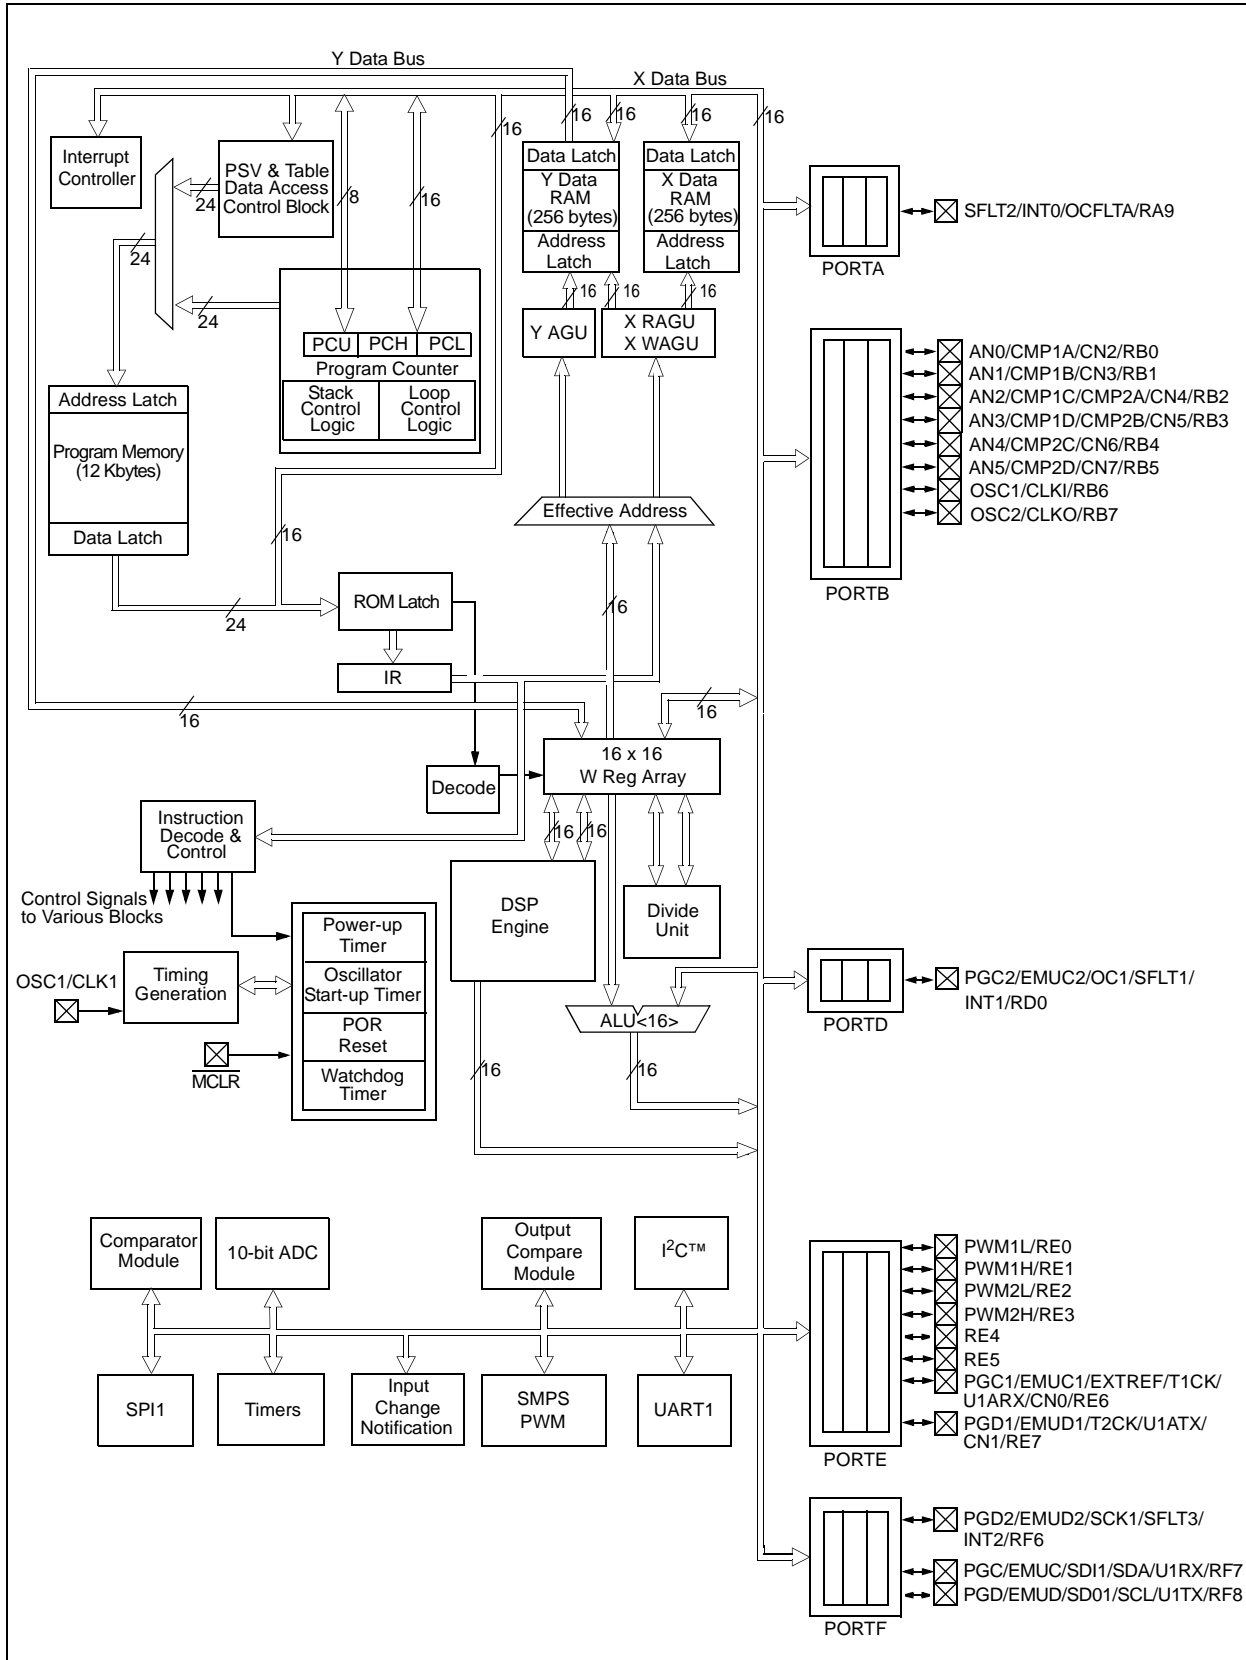 Y Data Bus
X Data Bus
16
16
16
16
16
Interrupt
Controller
PSV & Table
Data Access
Control Block
24
8
16
24
24
Data Latch
Y Data
RAM
(256 bytes)
Address
Latch
Data Latch
X Data
RAM
(256 bytes)
Address
Latch
16
16
16
Y AGU
X RAGU
X WAGU
PCU
PCH
PCL
Program Counter
Stack
Control
Logic
Loop
Control
Logic
Address Latch
Program Memory
(12 Kbytes)
Data Latch
16
24
Effective Address
16
ROM Latch
IR
16
16
16 x 16
W Reg Array
Decode
16
16
Instruction
Decode &
Control
Control Signals
to Various Blocks
DSP
Engine
Divide
Unit
Power-up
Timer
Oscillator
Start-up Timer
POR
Reset
Watchdog
Timer
OSC1/CLK1
Timing
Generation
MCLR
ALU<16>
16
16
Comparator
Module
10-bit ADC
Output
Compare
Module
I2C™
SPI1
Timers
Input
Change
Notification
SMPS
PWM
UART1
SFLT2/INT0/OCFLTA/RA9
PORTA
AN0/CMP1A/CN2/RB0
AN1/CMP1B/CN3/RB1
AN2/CMP1C/CMP2A/CN4/RB2
AN3/CMP1D/CMP2B/CN5/RB3
AN4/CMP2C/CN6/RB4
AN5/CMP2D/CN7/RB5
OSC1/CLKI/RB6
OSC2/CLKO/RB7
PORTB
PGC2/EMUC2/OC1/SFLT1/
INT1/RD0
PORTD
PWM1L/RE0
PWM1H/RE1
PWM2L/RE2
PWM2H/RE3
RE4
RE5
PGC1/EMUC1/EXTREF/T1CK/
U1ARX/CN0/RE6
PGD1/EMUD1/T2CK/U1ATX/
CN1/RE7
PORTE
PGD2/EMUD2/SCK1/SFLT3/
INT2/RF6
PGC/EMUC/SDI1/SDA/U1RX/RF7
PGD/EMUD/SD01/SCL/U1TX/RF8
PORTF